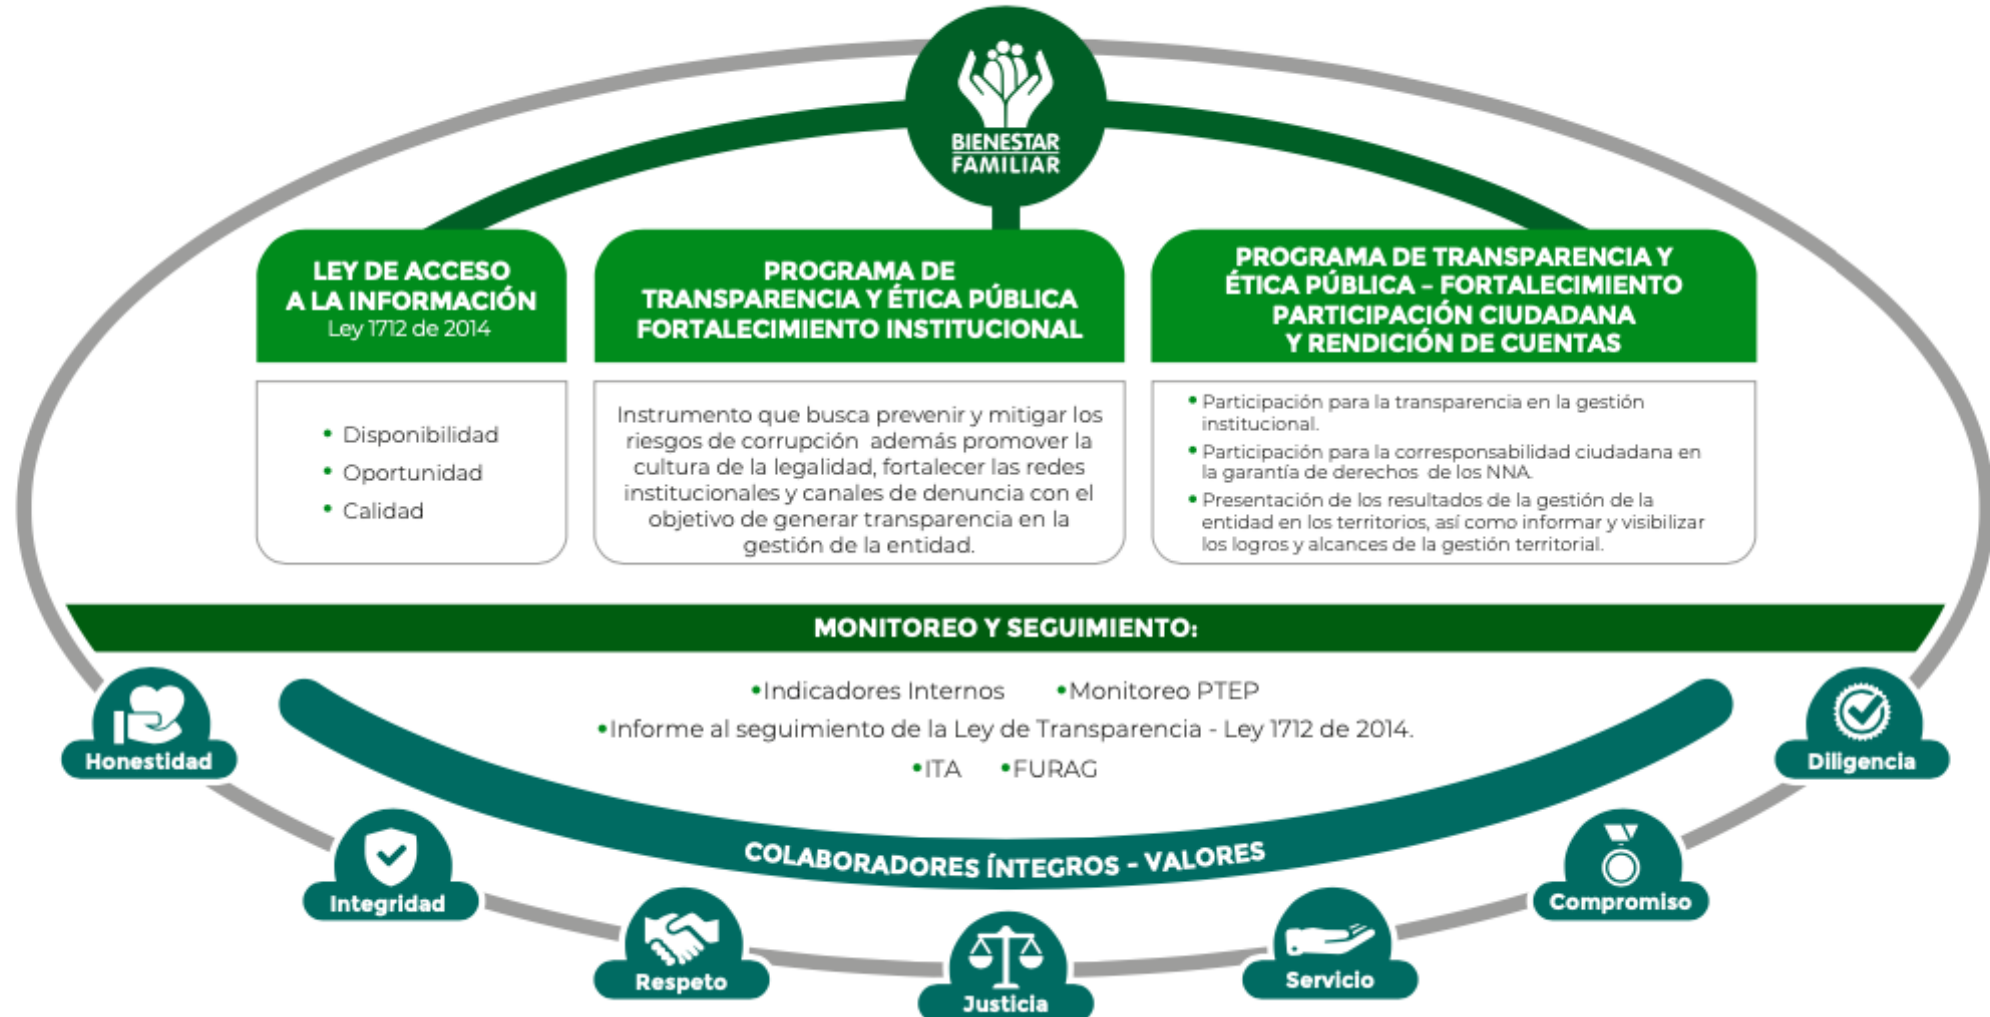 BIENESTAR
FAMILIAR
LEY DE ACCESO
A LA INFORMACIÓN
Ley 1712 de 2014
• Disponibilidad
• Oportunidad
• Calidad
PROGRAMA DE
TRANSPARENCIA Y ÉTICA PÚBLICA
FORTALECIMIENTO INSTITUCIONAL
Instrumento que busca prevenir y mitigar los
riesgos de corrupción además promover la
cultura de la legalidad, fortalecer las redes
institucionales y canales de denuncia con el
objetivo de generar transparencia en la
gestión de la entidad.
PROGRAMA DE TRANSPARENCIA Y
ÉTICA PÚBLICA – FORTALECIMIENTO
PARTICIPACIÓN CIUDADANA
Y RENDICIÓN DE CUENTAS
• Participación para la transparencia en la gestión
institucional.
• Participación para la corresponsabilidad ciudadana en
la garantía de derechos de los NNA.
• Presentación de los resultados de la gestión de la
entidad en los territorios, así como informar y visibilizar
los logros y alcances de la gestión territorial.
MONITOREO Y SEGUIMIENTO:
•Indicadores Internos •Monitoreo PTEP
•Informe al seguimiento de la Ley de Transparencia - Ley 1712 de 2014.
•ITA •FURAG
COLABORADORES ÍNTEGROS - VALORES
Honestidad
Integridad
Respeto
Justicia
Servicio
Compromiso
Diligencia